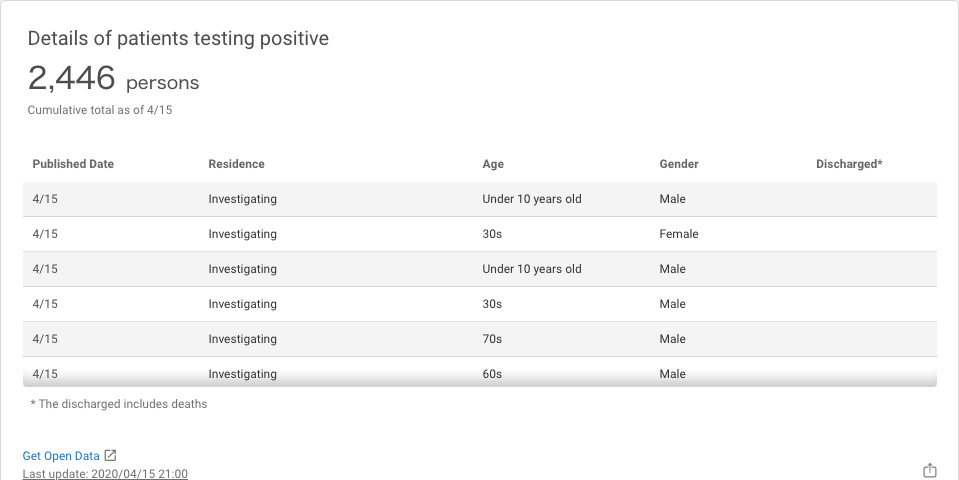 Details of patients testing positive
2,446 persons
Cumulative total as of 4/15
Published Date Residence Age Gender Discharged*
4/15 Investigating Under 10 years old Male
4/15 Investigating 30s Female
4/15 Investigating Under 10 years old Male
4/15 Investigating 30s Male
4/15 Investigating 70s Male
4/15 Investigating 60s Male
* The discharged includes deaths
Get Open Data
Last update: 2020/04/15 21:00